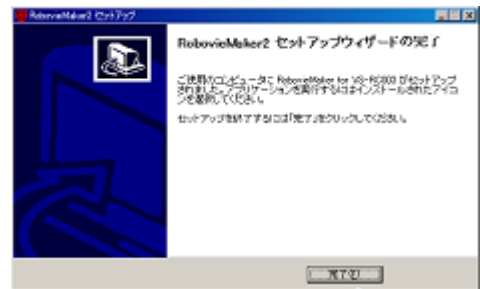 RobovieMaker2 セットアップ
RobovieMaker2 セットアップウィザードの完了
ご使用のコンピュータに RobovieMaker for VS-RC003 がセットアップ
されました。アプリケーションを実行するにはインストールされたアイコ
ンを選択してください。
セットアップを終了するには「完了」をクリックしてください。
完了(F)